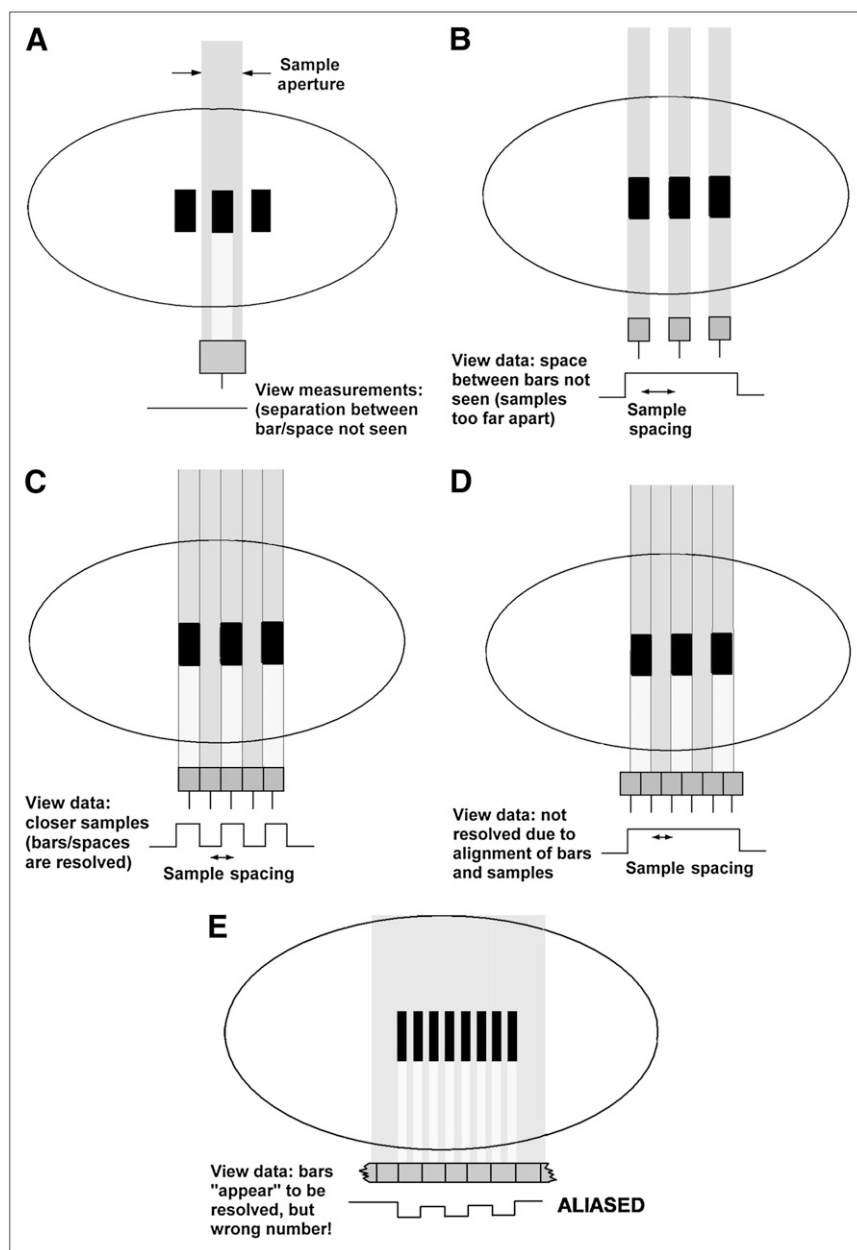 A
Sample
aperture
View measurements:
(separation between
bar/space not seen
B
View data: space
between bars not
seen (samples
too far apart)
Sample
spacing
C
View data:
closer samples
(bars/spaces
are resolved)
Sample spacing
D
View data: not
resolved due to
alignment of bars
and samples
Sample spacing
E
View data: bars
"appear" to be
resolved, but
wrong number!
ALIASED